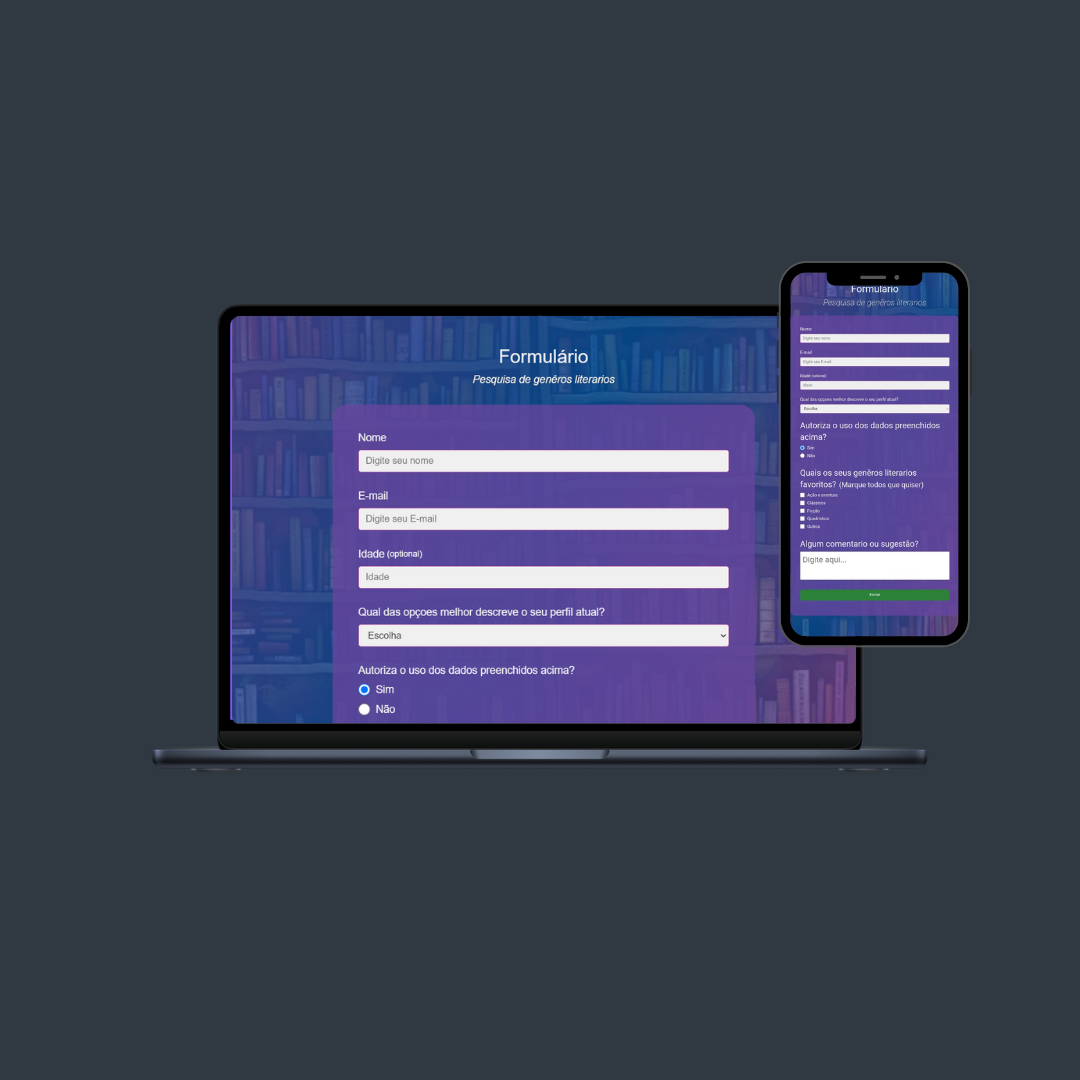 Formulário
Pesquisa de genêros literarios
Nome
Digite seu nome
E-mail
Digite seu E-mail
Idade (optional)
Idade
Qual das opçoes melhor descreve o seu perfil atual?
Escolha
Autoriza o uso dos dados preenchidos acima?
Sim
Não
Formulário
Pesquisa de genêros literarios
Nome
Digite seu nome
E-mail
Digite seu E-mail
Idade (optional)
Idade
Qual das opçoes melhor descreve o seu perfil atual?
Escolha
Autoriza o uso dos dados preenchidos
acima?
Sim
Não
Quais os seus genêros literarios
favoritos? (Marque todos que quiser)
Ação e aventura
Clássicos
Ficção
Quadrinhos
Outros
Algum comentario ou sugestão?
Digite aqui...
Enviar